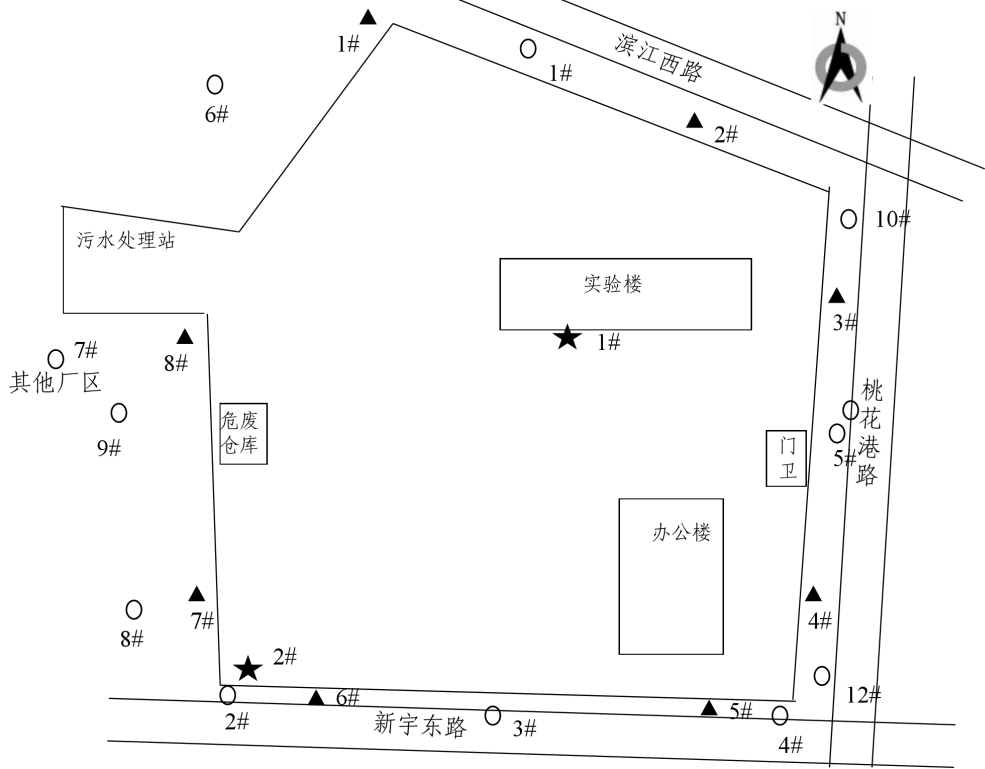 N
1#
滨江西路
1#
6#
2#
10#
污水处理站
实验楼
3#
1#
7#
8#
其他厂区
桃花港路
危废
仓库
9#
门
卫
5#
办公楼
7#
4#
8#
2#
12#
6#
5#
2#
新宇东路
3#
4#